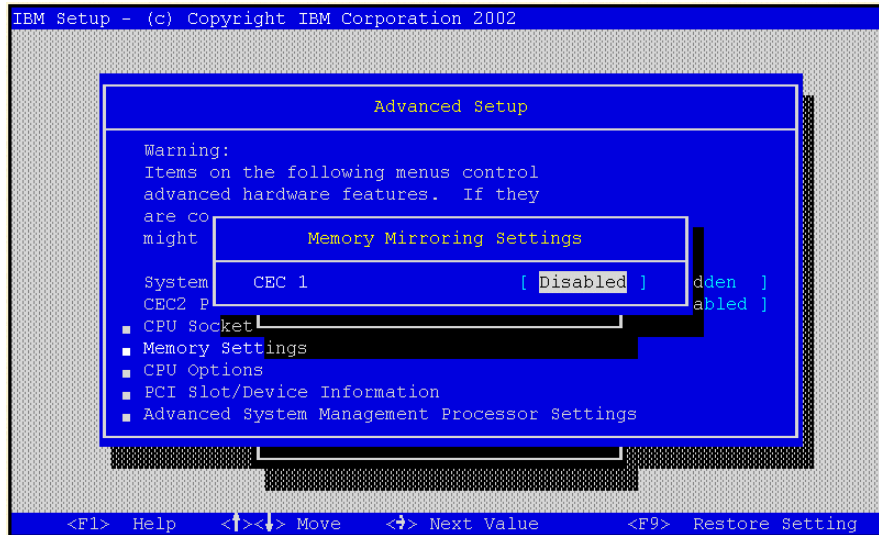 IBM Setup - (c) Copyright IBM Corporation 2002
Advanced Setup
Warning:
Items on the following menus control
advanced hardware features. If they
are co
might
Memory Mirroring Settings
CEC 1 [ Disabled ]
System dden ]
CEC2 P abled ]
CPU Socket
Memory Settings
CPU Options
PCI Slot/Device Information
Advanced System Management Processor Settings
<F1> Help <↑><↓> Move <→> Next Value <F9> Restore Setting